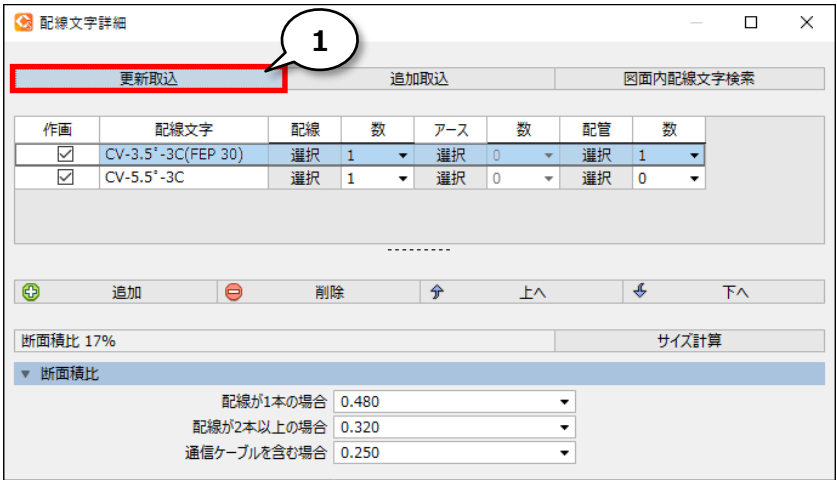 配線文字詳細
1
更新取込 追加取込 図面内配線文字検索
作画 配線文字 配線 数 アース 数 配管 数
CV-3.5°-3C(FEP 30) 選択 1 選択 0 選択 1
CV-5.5°-3C 選択 1 選択 0 選択 0
追加 削除 上へ 下へ
断面積比 17% サイズ計算
断面積比
配線が1本の場合 0.480
配線が2本以上の場合 0.320
通信ケーブルを含む場合 0.250